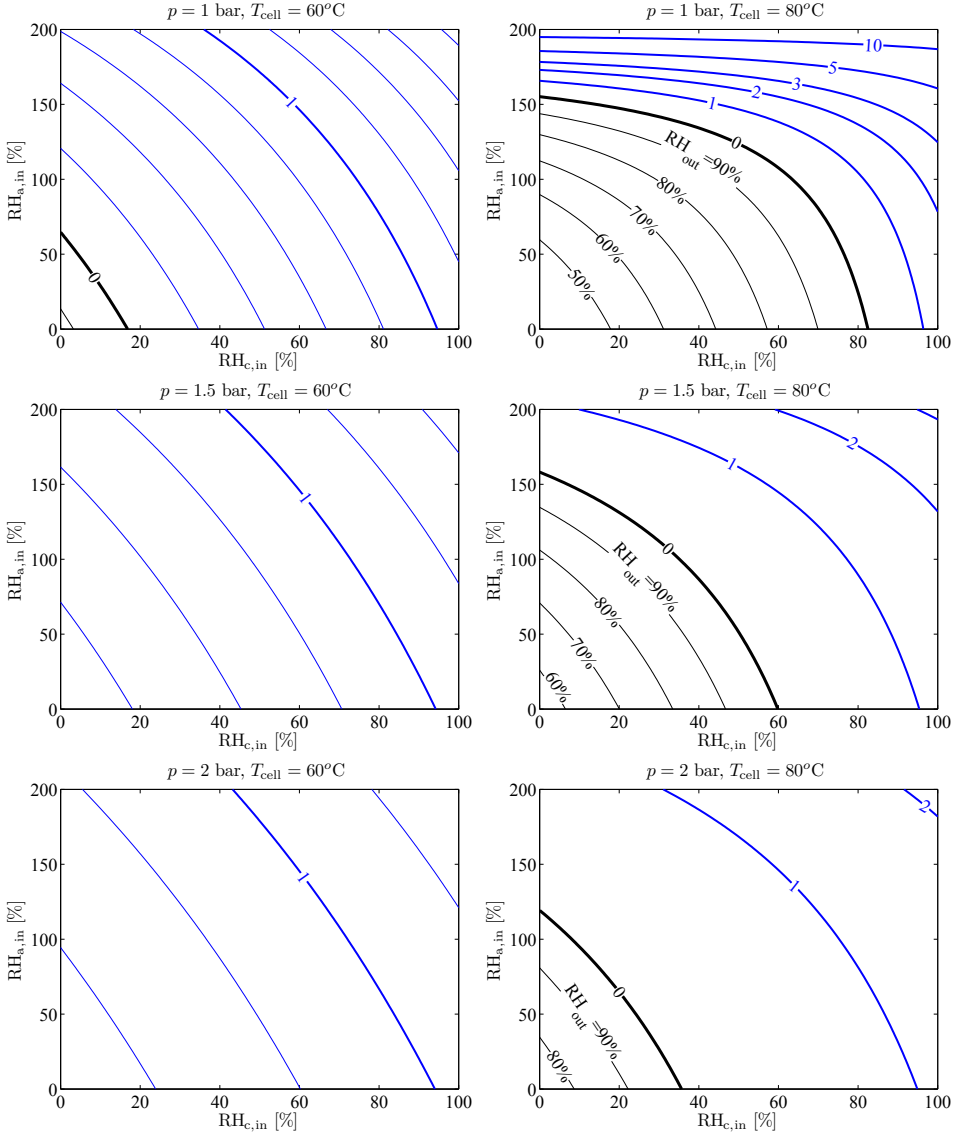 p = 1 bar, T_cell = 60°C
p = 1 bar, T_cell = 80°C
RH_a,in [%]
200
150
100
50
0
1
0
0 20 40 60 80 100
RH_c,in [%]
RH_a,in [%]
200
150
100
50
0
10
5
3
2
1
0
RH_out=90%
80%
70%
60%
50%
0 20 40 60 80 100
RH_c,in [%]
p = 1.5 bar, T_cell = 60°C
p = 1.5 bar, T_cell = 80°C
RH_a,in [%]
200
150
100
50
0
1
0 20 40 60 80 100
RH_c,in [%]
RH_a,in [%]
200
150
100
50
0
2
1
0
RH_out=90%
80%
70%
60%
0 20 40 60 80 100
RH_c,in [%]
p = 2 bar, T_cell = 60°C
p = 2 bar, T_cell = 80°C
RH_a,in [%]
200
150
100
50
0
1
0 20 40 60 80 100
RH_c,in [%]
RH_a,in [%]
200
150
100
50
0
2
1
0
RH_out=90%
80%
0 20 40 60 80 100
RH_c,in [%]